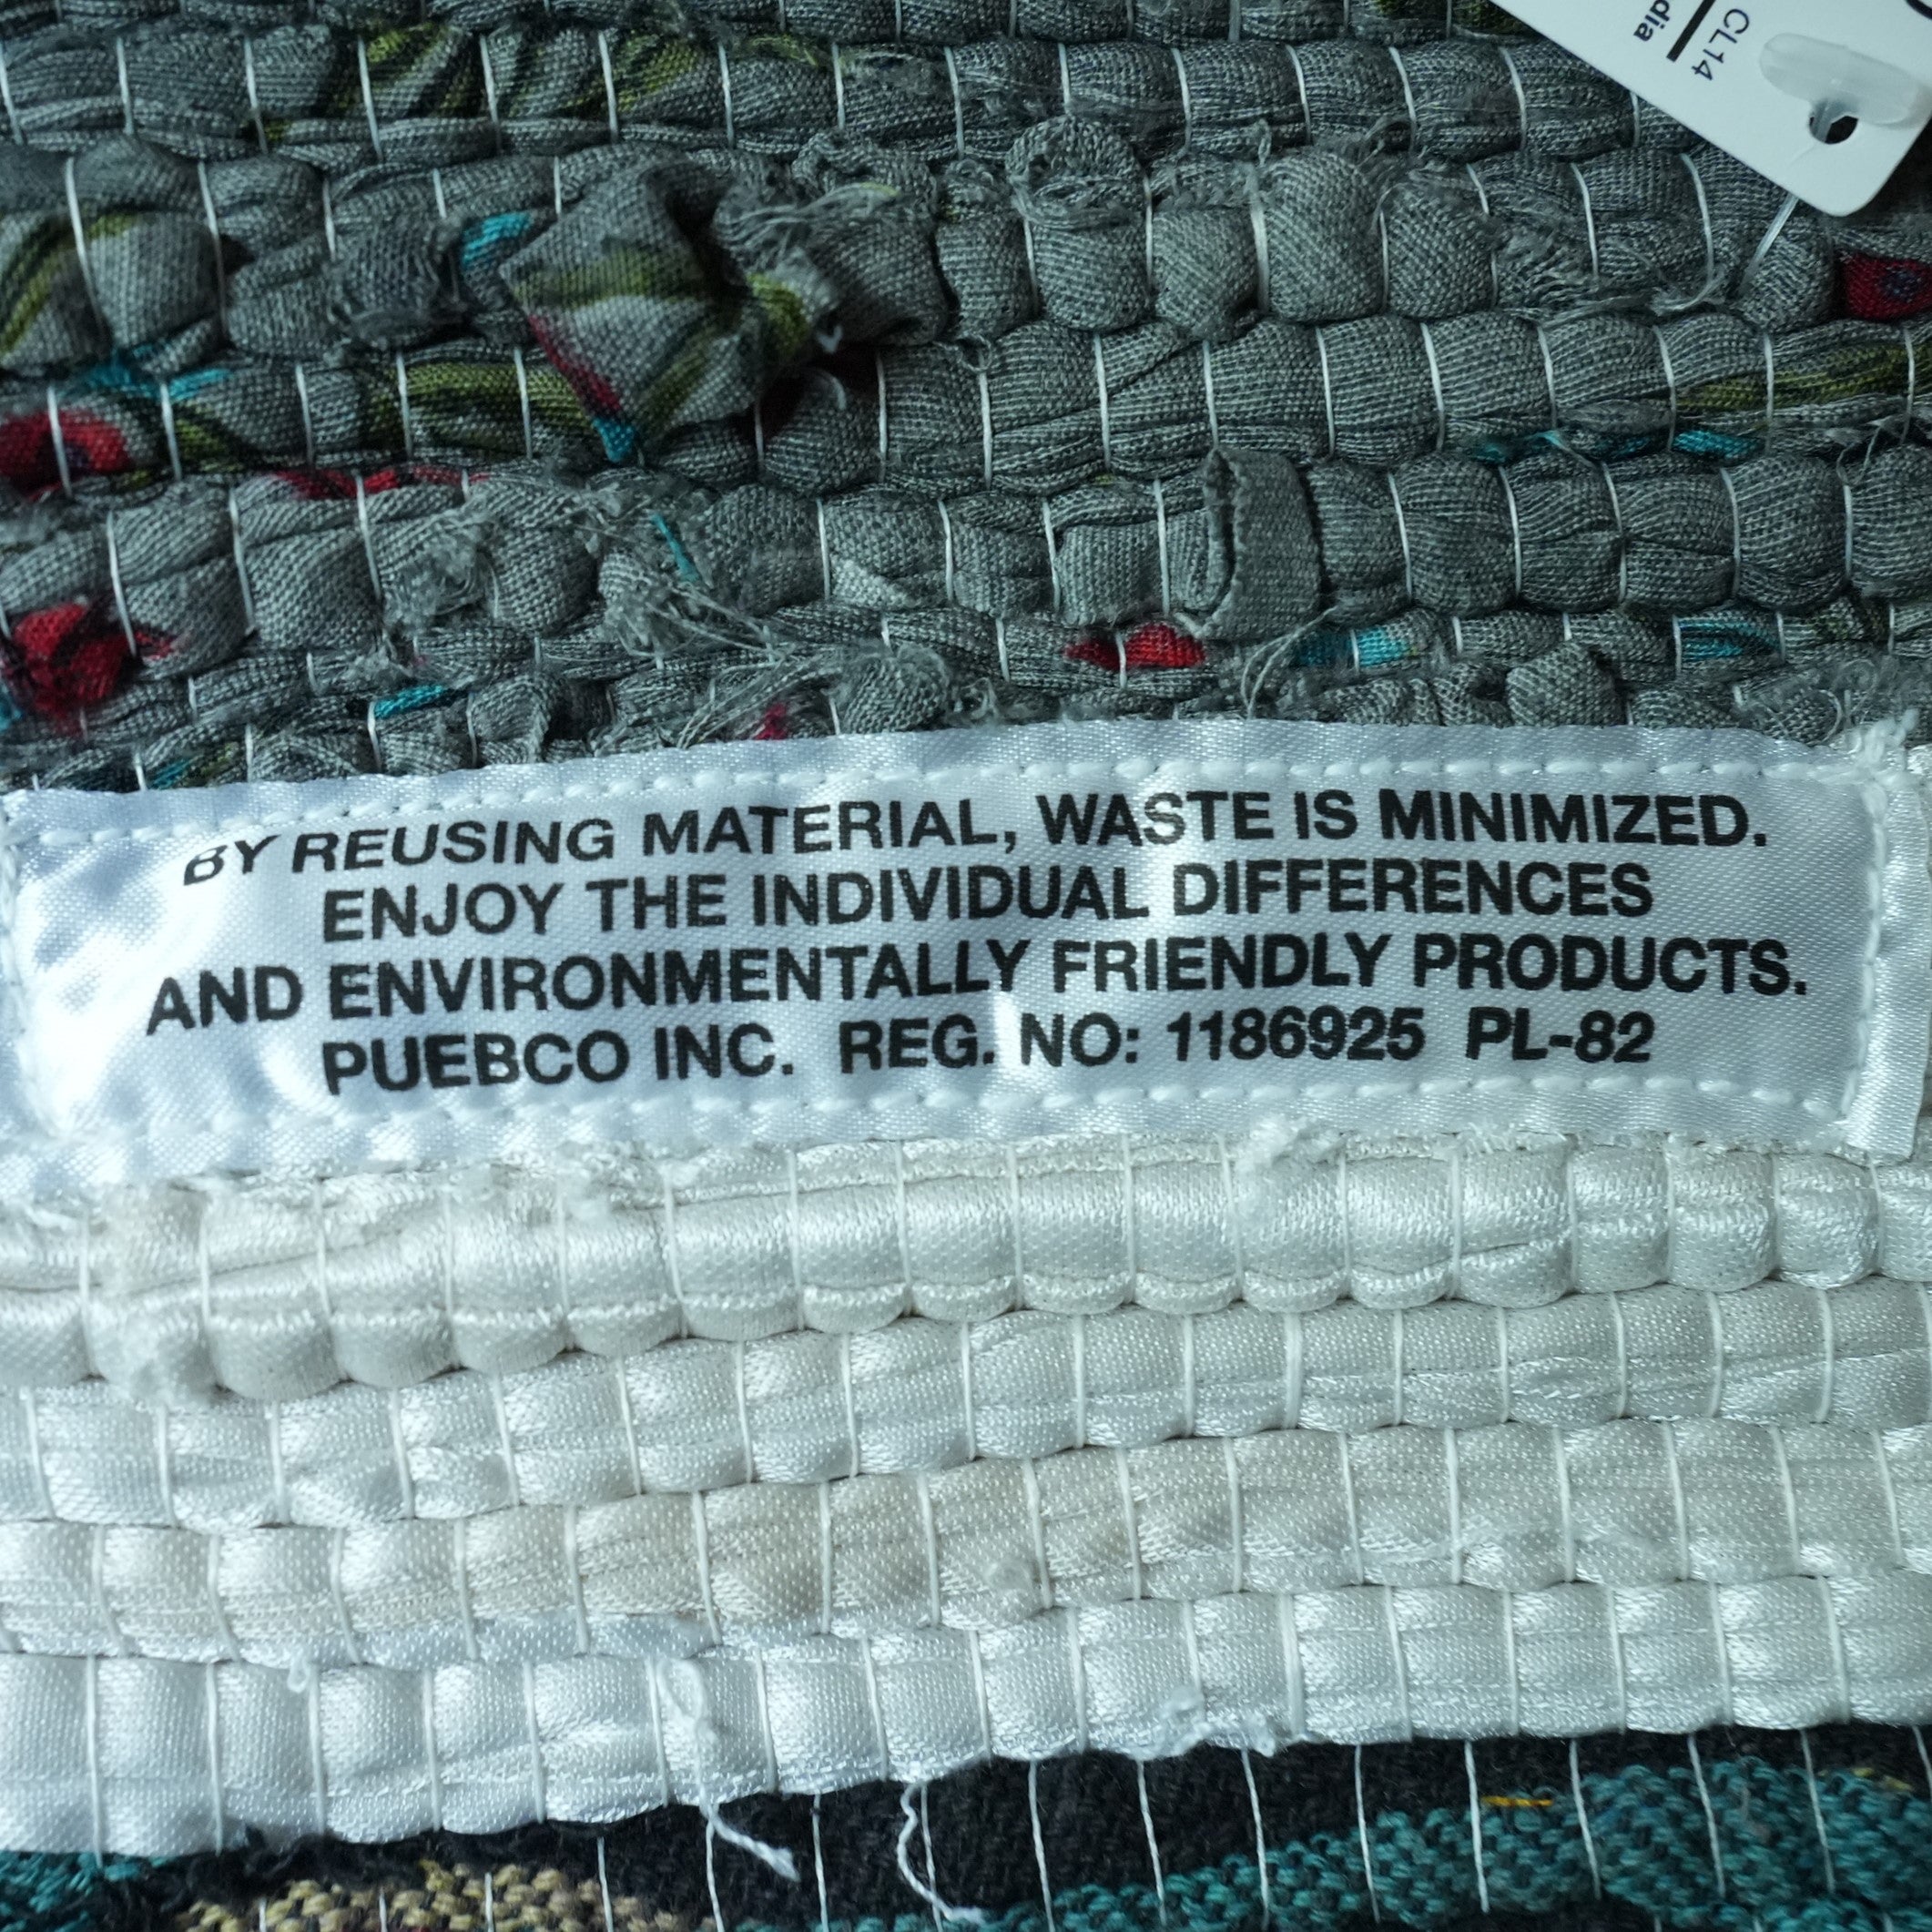 CL14
dia
BY REUSING MATERIAL, WASTE IS MINIMIZED.
ENJOY THE INDIVIDUAL DIFFERENCES
AND ENVIRONMENTALLY FRIENDLY PRODUCTS.
PUEBCO INC. REG. NO: 1186925 PL-82